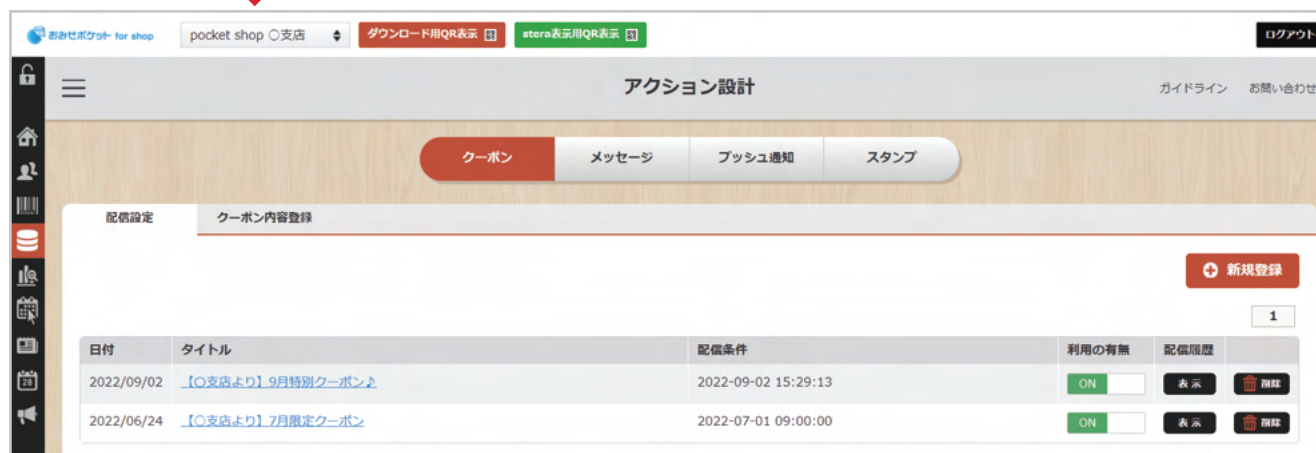 おみせポケット for shop pocket shop ○支店 ダウンロード用QR表示 stera表示用QR表示 ログアウト
アクション設計 ガイドライン お問い合わせ
クーポン メッセージ プッシュ通知 スタンプ
配信設定 クーポン内容登録
新規登録
1
日付 タイトル 配信条件 利用の有無 配信履歴
2022/09/02 【○支店より】9月特別クーポン♪ 2022-09-02 15:29:13 ON 表示 削除
2022/06/24 【○支店より】7月限定クーポン 2022-07-01 09:00:00 ON 表示 削除
28